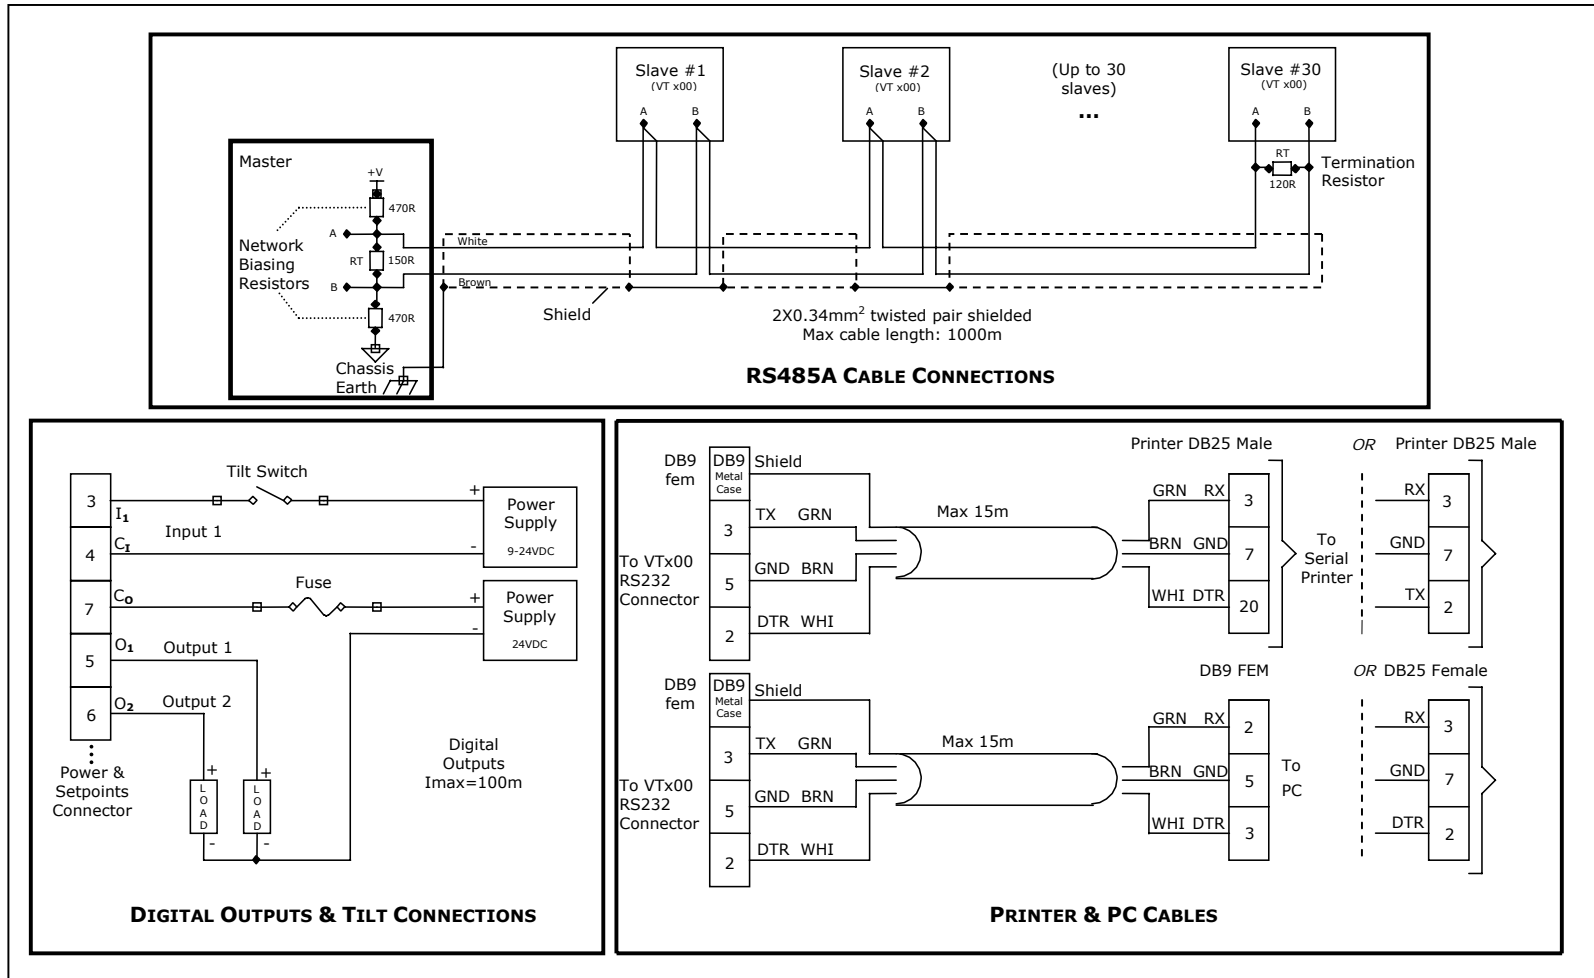 Slave #1
(VT x00)
A B
Slave #2
(VT x00)
A B
(Up to 30
slaves)
...
Slave #30
(VT x00)
A B
RT
120R
Termination
Resistor
Master
+V
470R
A
Network
Biasing
Resistors
RT 150R
B
470R
Chassis
Earth
White
Brown
Shield
2X0.34mm² twisted pair shielded
Max cable length: 1000m
RS485A CABLE CONNECTIONS
Tilt Switch
3
I1
+
Power
Supply
9-24VDC
Input 1
4
CI
-
Fuse
7
CO
+
Power
Supply
24VDC
-
5
O1
Output 1
6
O2
Output 2
Power &
Setpoints
Connector
+
LOAD
-
+
LOAD
-
Digital
Outputs
Imax=100m
DIGITAL OUTPUTS & TILT CONNECTIONS
DB9
fem
DB9
Metal
Case
Shield
3
TX GRN
To VTx00
RS232
Connector
5
GND BRN
2
DTR WHI
Max 15m
Printer DB25 Male
GRN RX
3
BRN GND
7
WHI DTR
20
To
Serial
Printer
OR Printer DB25 Male
RX
3
GND
7
TX
2
DB9
fem
DB9
Metal
Case
Shield
3
TX GRN
To VTx00
RS232
Connector
5
GND BRN
2
DTR WHI
Max 15m
DB9 FEM
GRN RX
2
BRN GND
5
WHI DTR
3
To
PC
OR DB25 Female
RX
3
GND
7
DTR
2
PRINTER & PC CABLES